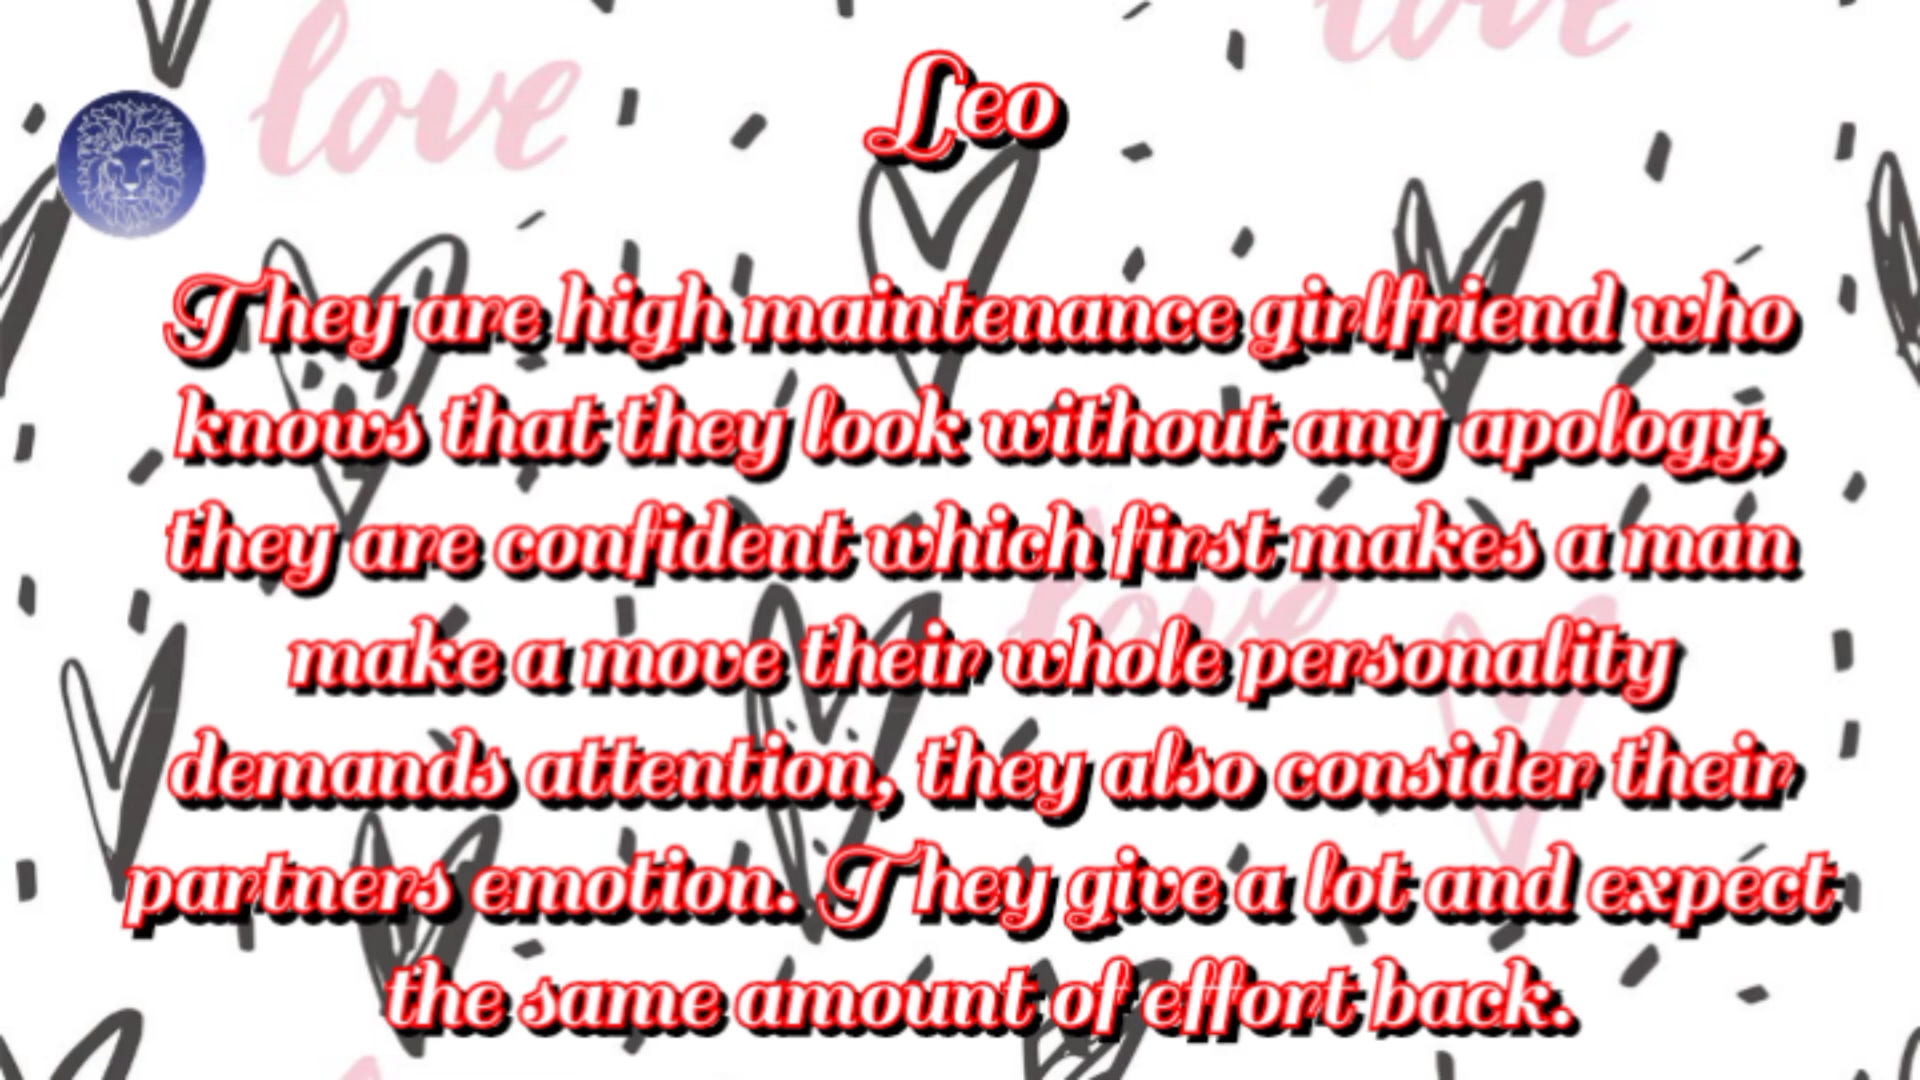 love
love
Leo
They are high maintenance girlfriend who
knows that they look without any apology,
they are confident which first makes a man
make a move their whole personality
love
demands attention, they also consider their
partners emotion. They give a lot and expect
the same amount of effort back.